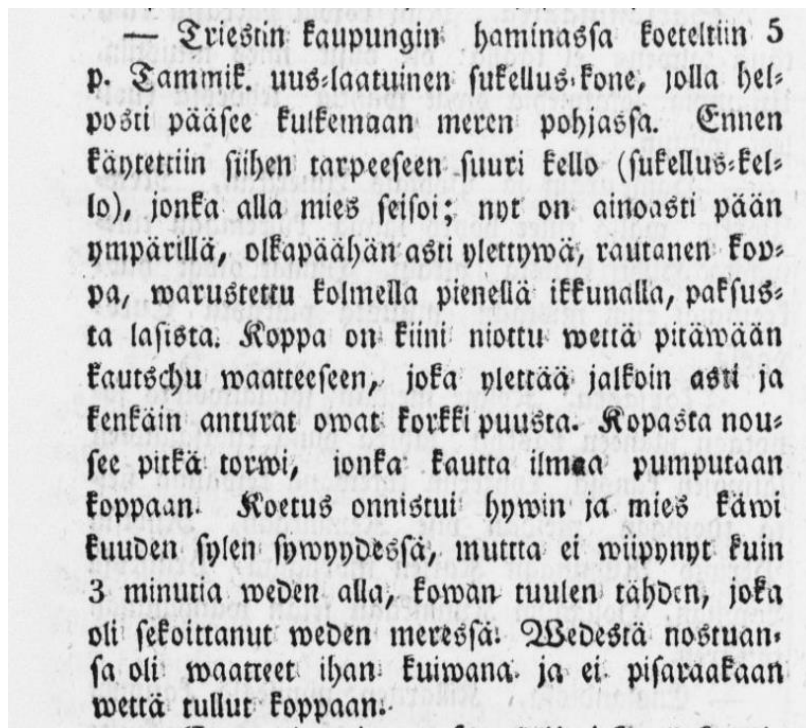 — Triestin kaupungin haminassa koeteltiin 5
p. Tammik. uus-laatuinen sukellus-kone, jolla hel-
posti pääsee kulkemaan meren pohjassa. Ennen
käytettiin siihen tarpeeseen suuri kello (sukellus-kel-
lo), jonka alla mies seisoi; nyt on ainoasti pään
ympärillä, olkapäähän asti ylettywä, rautanen kop-
pa, warustettu kolmella pienellä ikkunalla, paksus-
ta lasista. Koppa on kiini niottu wettä pitäwään
kautschu waatteeseen, joka ylettää jalkoin asti ja
kenkäin anturat owat korkki puusta. Kopasta nou-
see pitkä torwi, jonka kautta ilmaa pumputaan
koppaan. Koetus onnistui hywin ja mies käwi
kuuden sylen sywyydessä, muttta ei wiipynyt kuin
3 minutia weden alla, kowan tuulen tähden, joka
oli sekoittanut weden meressä. Wedestä nostuan-
sa oli waatteet ihan kuiwana ja ei pisaraakaan
wettä tullut koppaan.